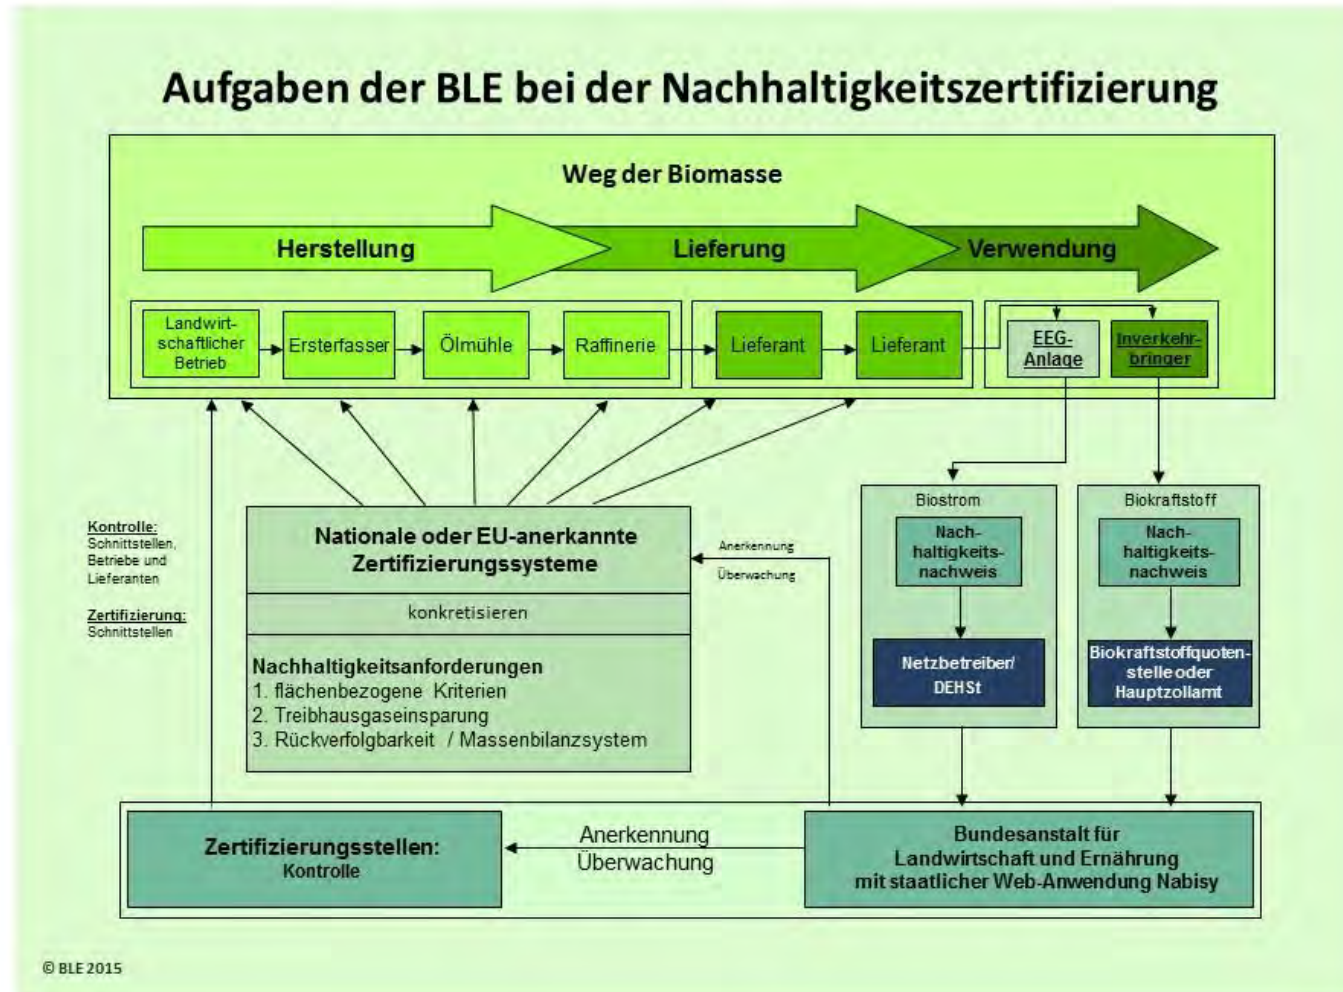 Aufgaben der BLE bei der Nachhaltigkeitszertifizierung
Weg der Biomasse
Herstellung
Lieferung
Verwendung
Landwirt-
schaftlicher
Betrieb
Ersterfasser
Ölmühle
Raffinerie
Lieferant
Lieferant
EEG-
Anlage
Inverkehr-
bringer
Kontrolle:
Schnittstellen,
Betriebe und
Lieferanten
Zertifizierung:
Schnittstellen
Nationale oder EU-anerkannte
Zertifizierungssysteme
konkretisieren
Nachhaltigkeitsanforderungen
1. flächenbezogene Kriterien
2. Treibhausgaseinsparung
3. Rückverfolgbarkeit / Massenbilanzsystem
Anerkennung
Überwachung
Biostrom
Nach-
haltigkeits-
nachweis
Netzbetreiber/
DEHSt
Biokraftstoff
Nach-
haltigkeits-
nachweis
Biokraftstoffquoten-
stelle oder
Hauptzollamt
Zertifizierungsstellen:
Kontrolle
Anerkennung
Überwachung
Bundesanstalt für
Landwirtschaft und Ernährung
mit staatlicher Web-Anwendung Nabisy
© BLE 2015